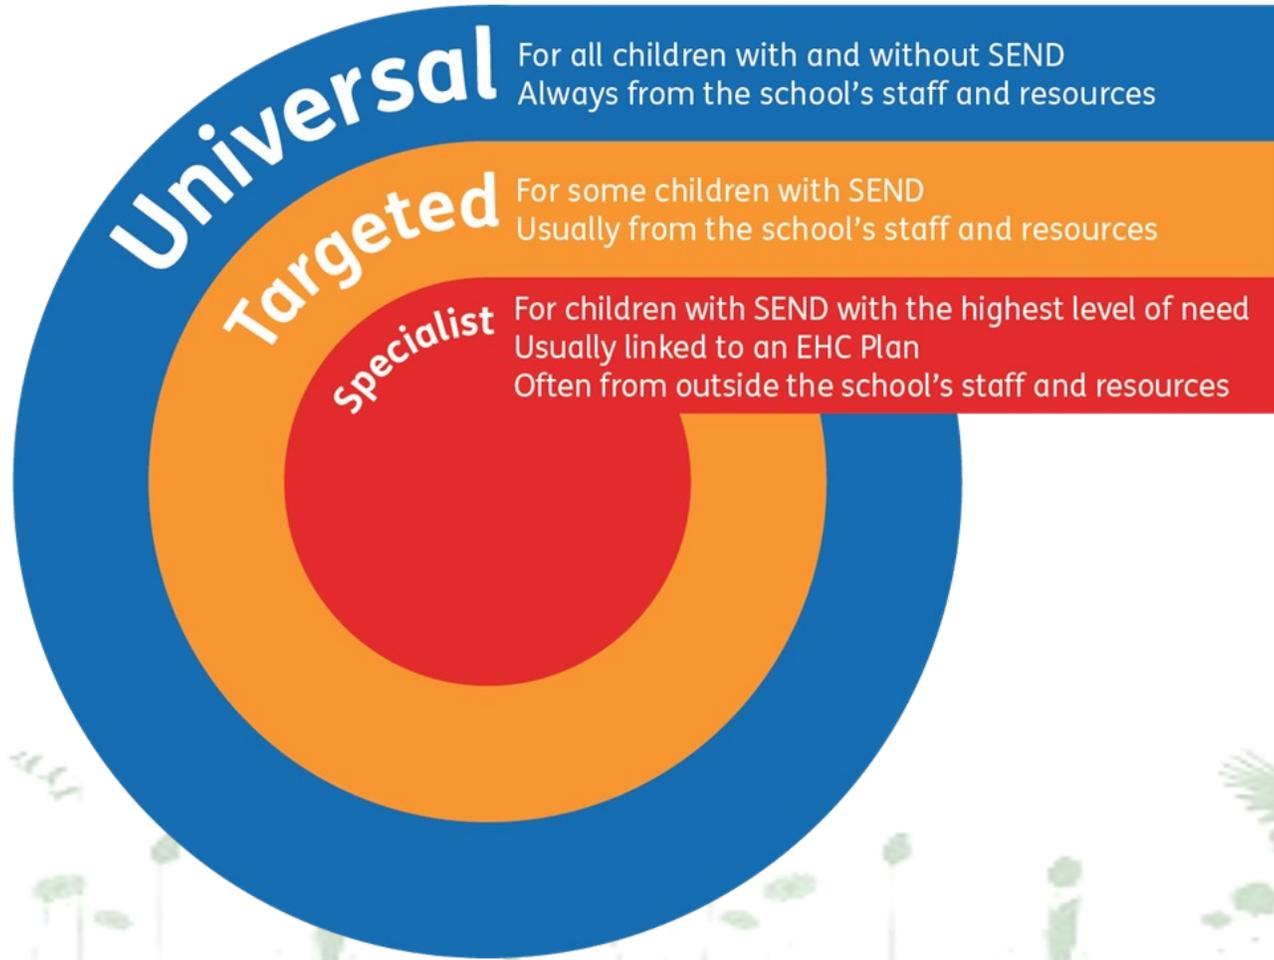 Universal
For all children with and without SEND
Always from the school's staff and resources
Targeted
For some children with SEND
Usually from the school's staff and resources
Specialist
For children with SEND with the highest level of need
Usually linked to an EHC Plan
Often from outside the school's staff and resources